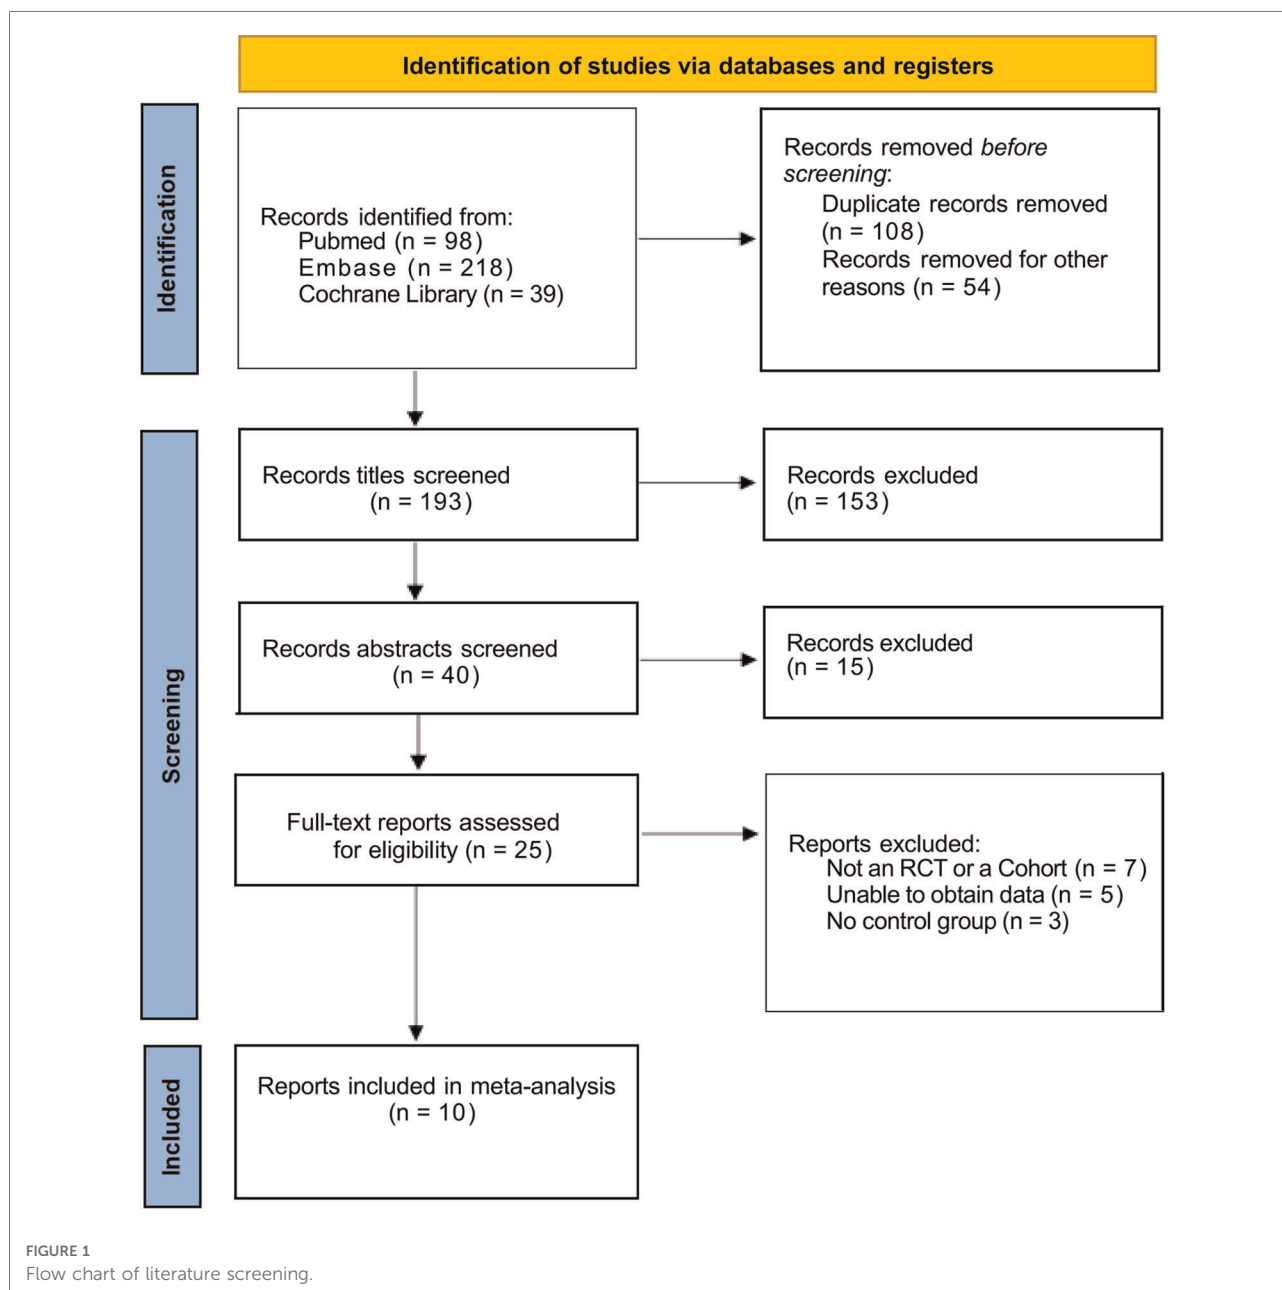 Identification of studies via databases and registers
Identification
Records identified from:
Pubmed (n = 98)
Embase (n = 218)
Cochrane Library (n = 39)
Records removed before
screening:
Duplicate records removed
(n = 108)
Records removed for other
reasons (n = 54)
Screening
Records titles screened
(n = 193)
Records excluded
(n = 153)
Records abstracts screened
(n = 40)
Records excluded
(n = 15)
Full-text reports assessed
for eligibility (n = 25)
Reports excluded:
Not an RCT or a Cohort (n = 7)
Unable to obtain data (n = 5)
No control group (n = 3)
Included
Reports included in meta-analysis
(n = 10)
FIGURE 1
Flow chart of literature screening.